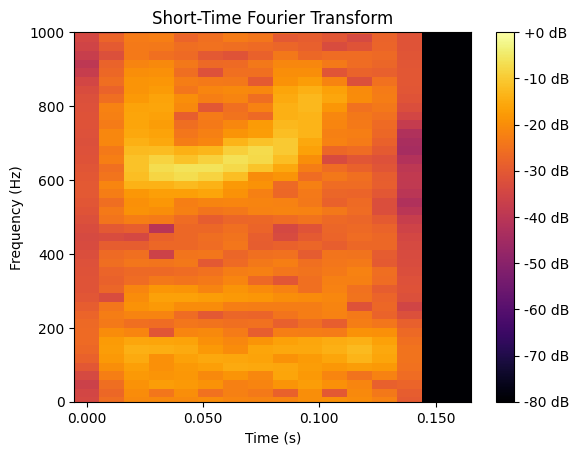 Short-Time Fourier Transform
Frequency (Hz)
1000
800
600
400
200
0
0.000
0.050
0.100
0.150
Time (s)
+0 dB
-10 dB
-20 dB
-30 dB
-40 dB
-50 dB
-60 dB
-70 dB
-80 dB